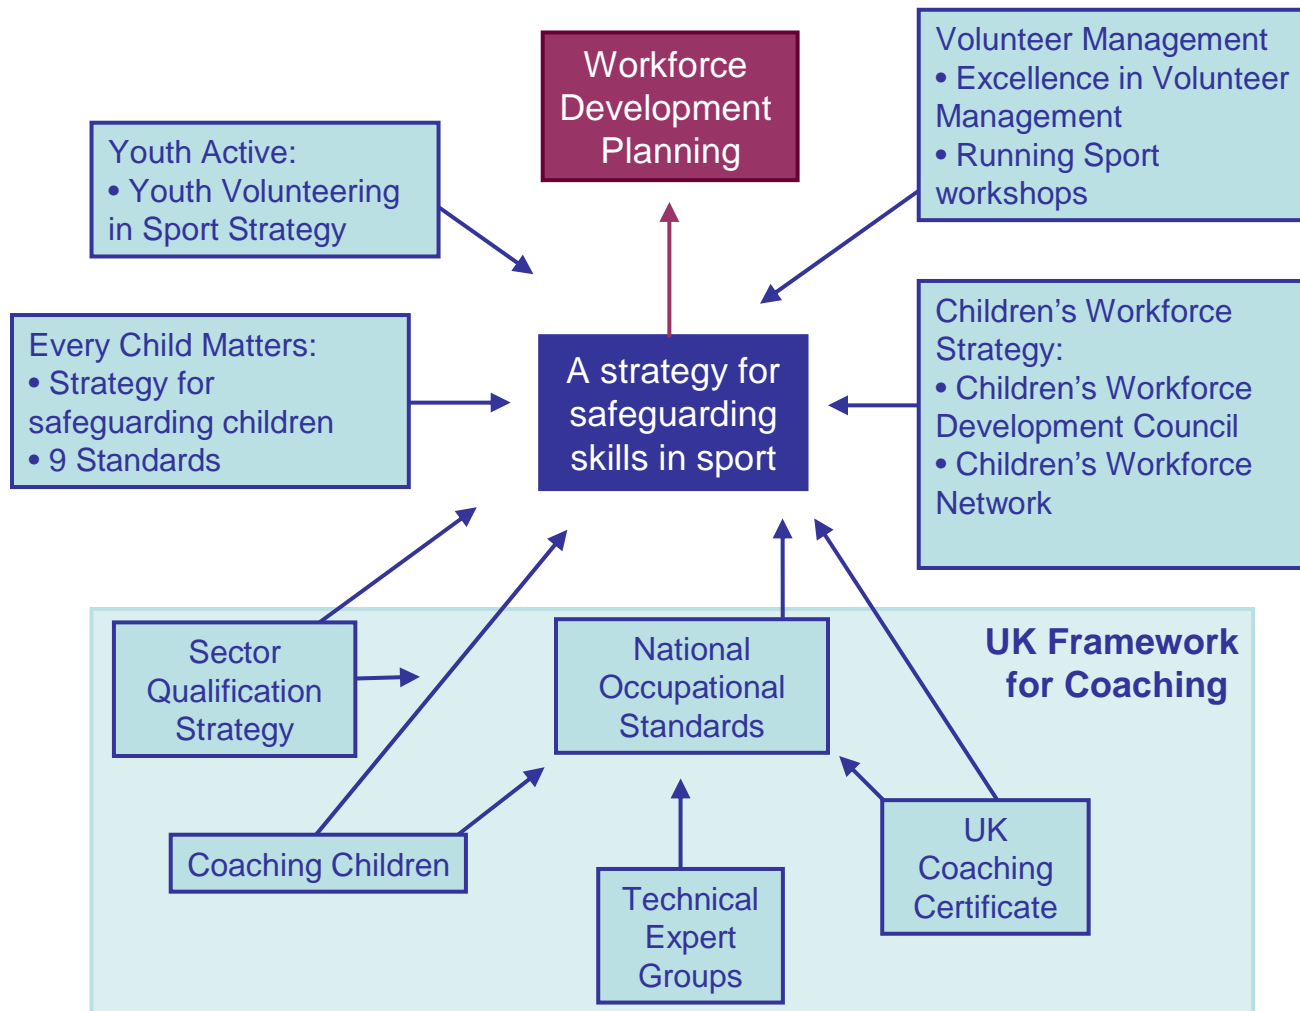 Workforce
Development
Planning
Volunteer Management
• Excellence in Volunteer
Management
• Running Sport
workshops
Youth Active:
• Youth Volunteering
in Sport Strategy
Every Child Matters:
• Strategy for
safeguarding children
• 9 Standards
A strategy for
safeguarding
skills in sport
Children’s Workforce
Strategy:
• Children’s Workforce
Development Council
• Children’s Workforce
Network
UK Framework
for Coaching
Sector
Qualification
Strategy
National
Occupational
Standards
Coaching Children
Technical
Expert
Groups
UK
Coaching
Certificate